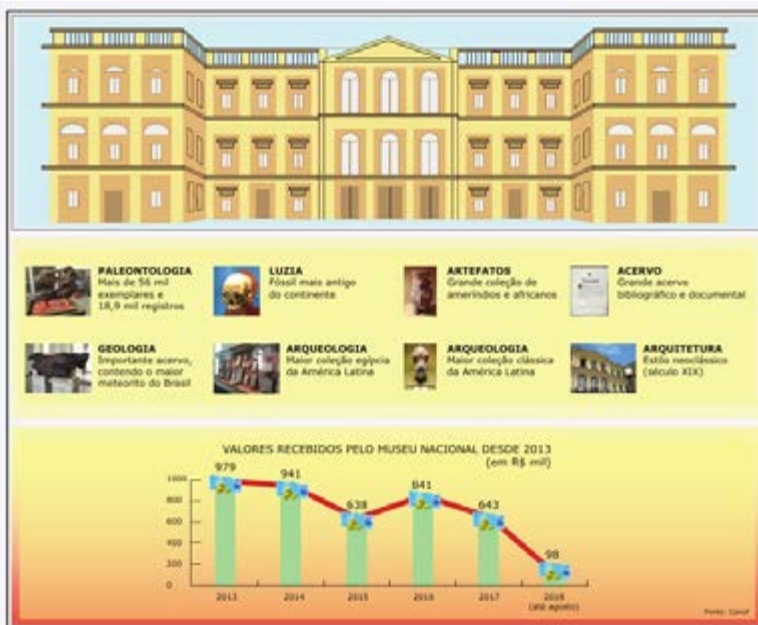 PALEONTOLOGIA
Mais de 56 mil
exemplares e
18,9 mil registros
LUZIA
Fóssil mais antigo
do continente
ARTEFATOS
Grande coleção de
ameríndios e africanos
ACERVO
Grande acervo
bibliográfico e documental
GEOLOGIA
Importante acervo,
contendo o maior
meteorito do Brasil
ARQUEOLOGIA
Maior coleção egípcia
da América Latina
ARQUEOLOGIA
Maior coleção clássica
da América Latina
ARQUITETURA
Estilo neoclássico
(século XIX)
VALORES RECEBIDOS PELO MUSEU NACIONAL DESDE 2013
(em R$ mil)
979
941
638
841
643
98
1000
800
600
400
200
0
2013
2014
2015
2016
2017
2018
(até agosto)
Fonte: